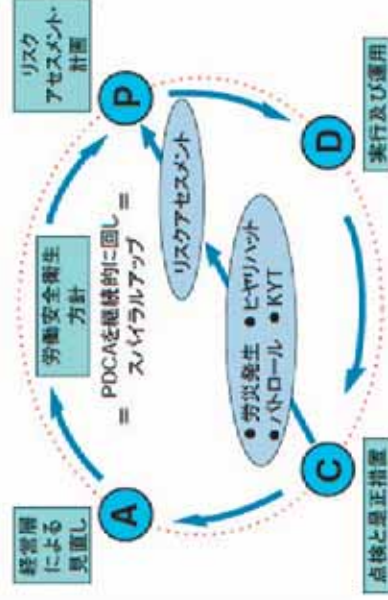 経営層
による
見直し
労働安全衛生
方針
リスク
アセスメント・
計画
A
P
= PDCAを継続的に回し
スパイラルアップ =
リスクアセスメント
● 労災発生 ● ヒヤリハット
● パトロール ● KYT
C
D
点検と是正措置
実行及び運用